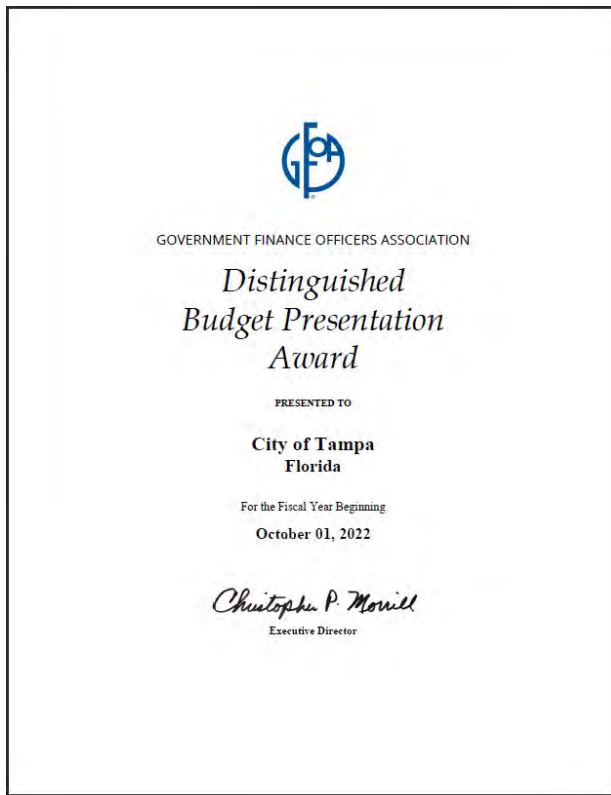 GFOA
GOVERNMENT FINANCE OFFICERS ASSOCIATION
Distinguished
Budget Presentation
Award
PRESENTED TO
City of Tampa
Florida
For the Fiscal Year Beginning
October 01, 2022
Christopher P. Morrill
Executive Director